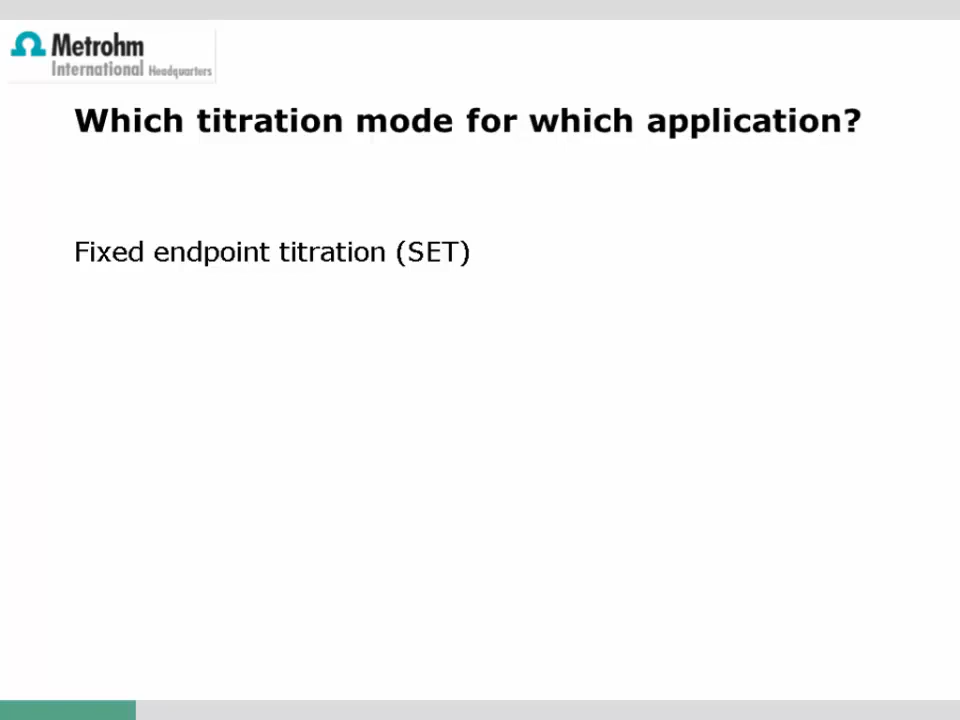 Metrohm
International Headquarters
Which titration mode for which application?
Fixed endpoint titration (SET)